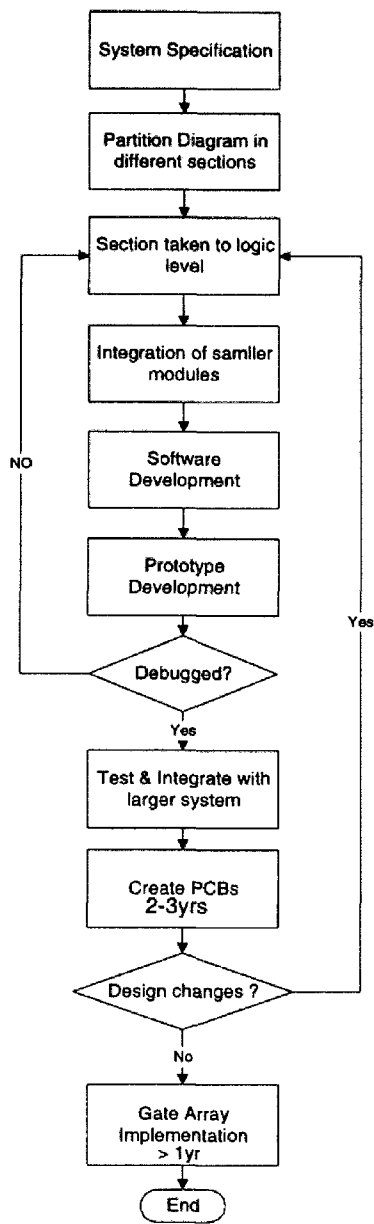 System Specification
Partition Diagram in
different sections
Section taken to logic
level
Integration of samller
modules
Software
Development
NO
Prototype
Development
Yes
Debugged?
Yes
Test & Integrate with
larger system
Create PCBs
2-3yrs
Design changes ?
No
Gate Array
Implementation
> 1yr
End